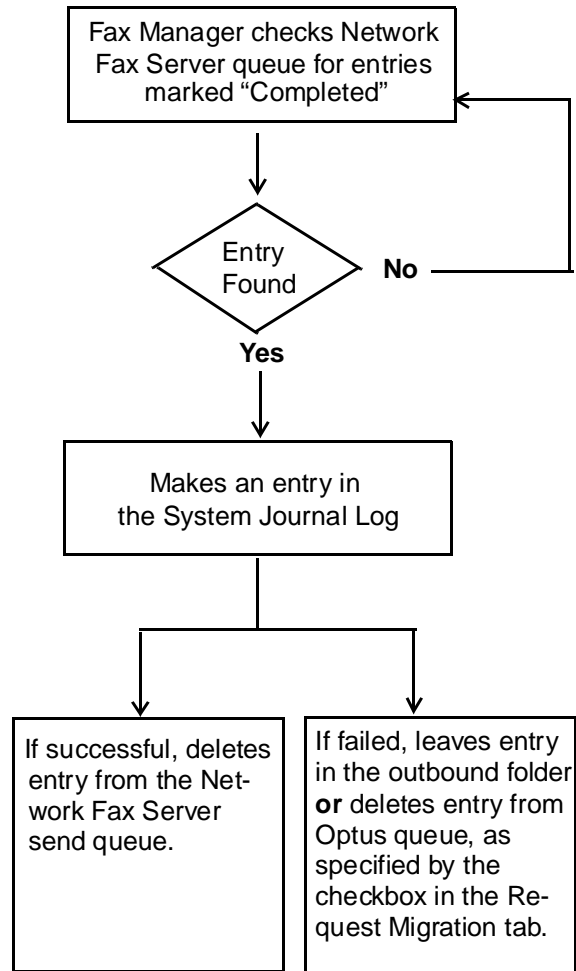 Fax Manager checks Network
Fax Server queue for entries
marked “Completed”
Entry
Found
No
Yes
Makes an entry in
the System Journal Log
If successful, deletes
entry from the Net-
work Fax Server
send queue.
If failed, leaves entry
in the outbound folder
or deletes entry from
Optus queue, as
specified by the
checkbox in the Re-
quest Migration tab.